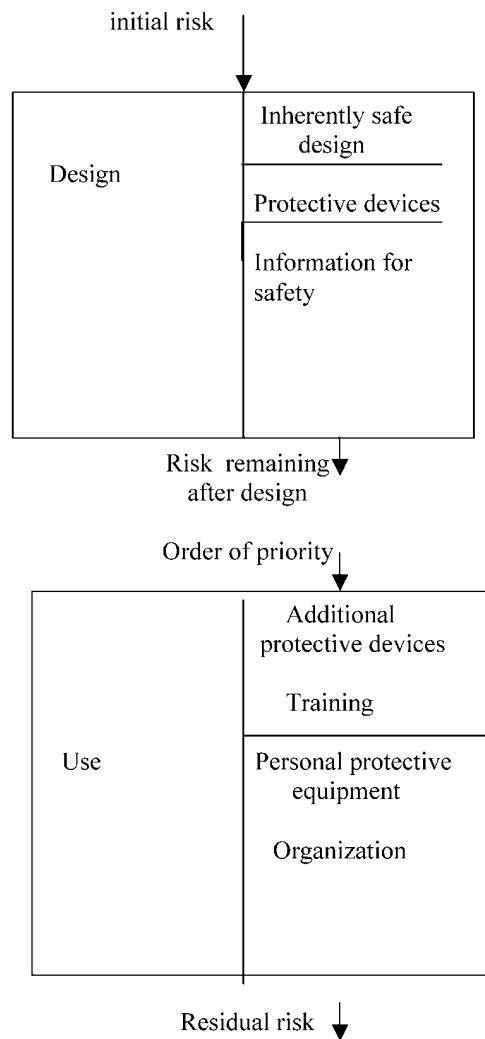 initial risk
Inherently safe
design
Design
Protective devices
Information for
safety
Risk remaining
after design
Order of priority
Additional
protective devices
Training
Use
Personal protective
equipment
Organization
Residual risk